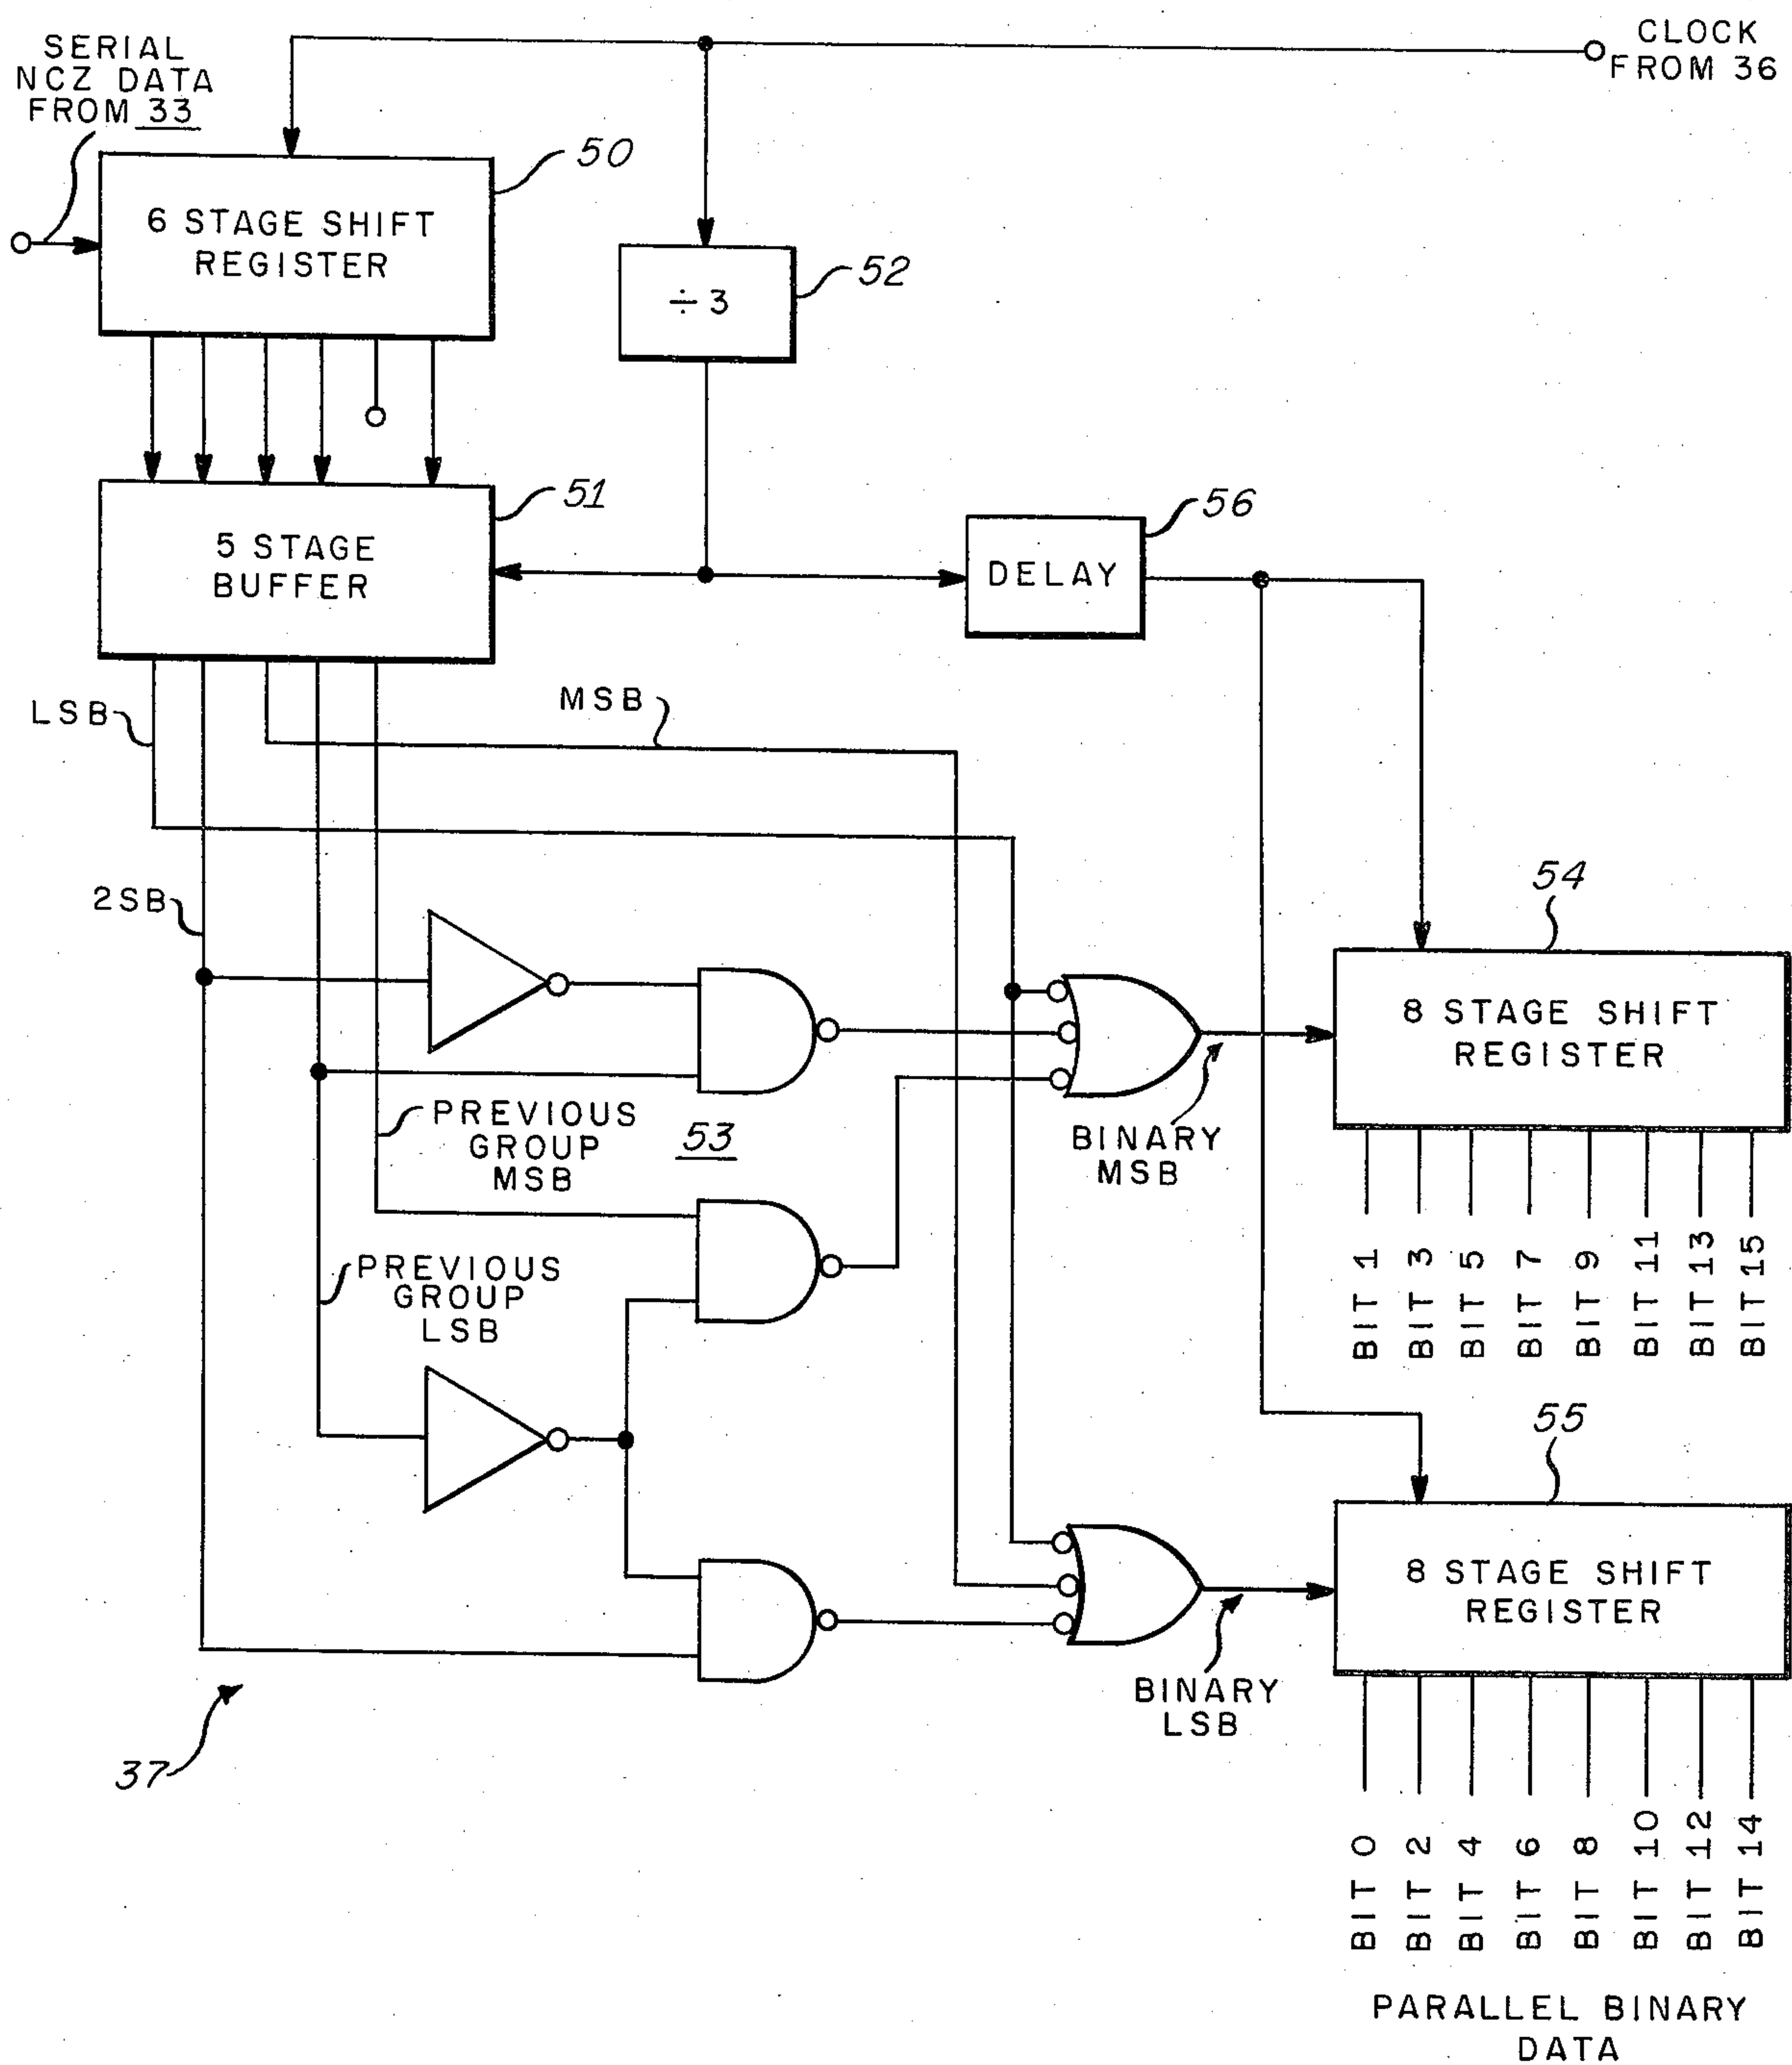 SERIAL
NCZ DATA
FROM 33
CLOCK
FROM 36
50
6 STAGE SHIFT
REGISTER
52
÷ 3
51
5 STAGE
BUFFER
56
DELAY
LSB
MSB
2SB
54
8 STAGE SHIFT
REGISTER
PREVIOUS
GROUP
MSB
53
BINARY
MSB
PREVIOUS
GROUP
LSB
BIT 1
BIT 3
BIT 5
BIT 7
BIT 9
BIT 11
BIT 13
BIT 15
55
8 STAGE SHIFT
REGISTER
BINARY
LSB
37
BIT 0
BIT 2
BIT 4
BIT 6
BIT 8
BIT 10
BIT 12
BIT 14
PARALLEL BINARY
DATA